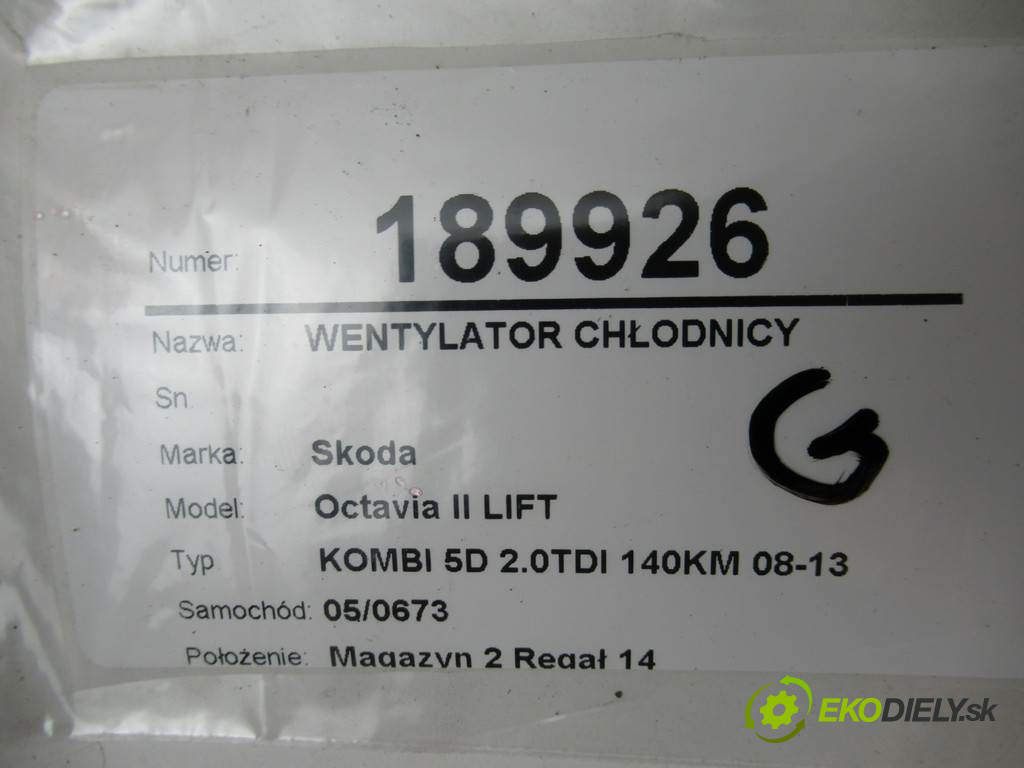 Numer: 189926
Nazwa: WENTYLATOR CHŁODNICY
Sn
Marka: Skoda
G
Model: Octavia II LIFT
Typ KOMBI 5D 2.0TDI 140KM 08-13
Samochód: 05/0673
Położenie: Magazyn 2 Regał 14
EKODIELY.sk